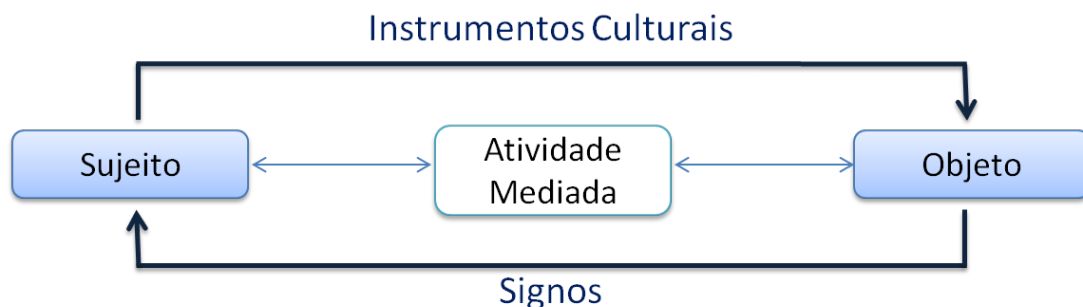 Instrumentos Culturais
Sujeito
Atividade
Mediada
Objeto
Signos